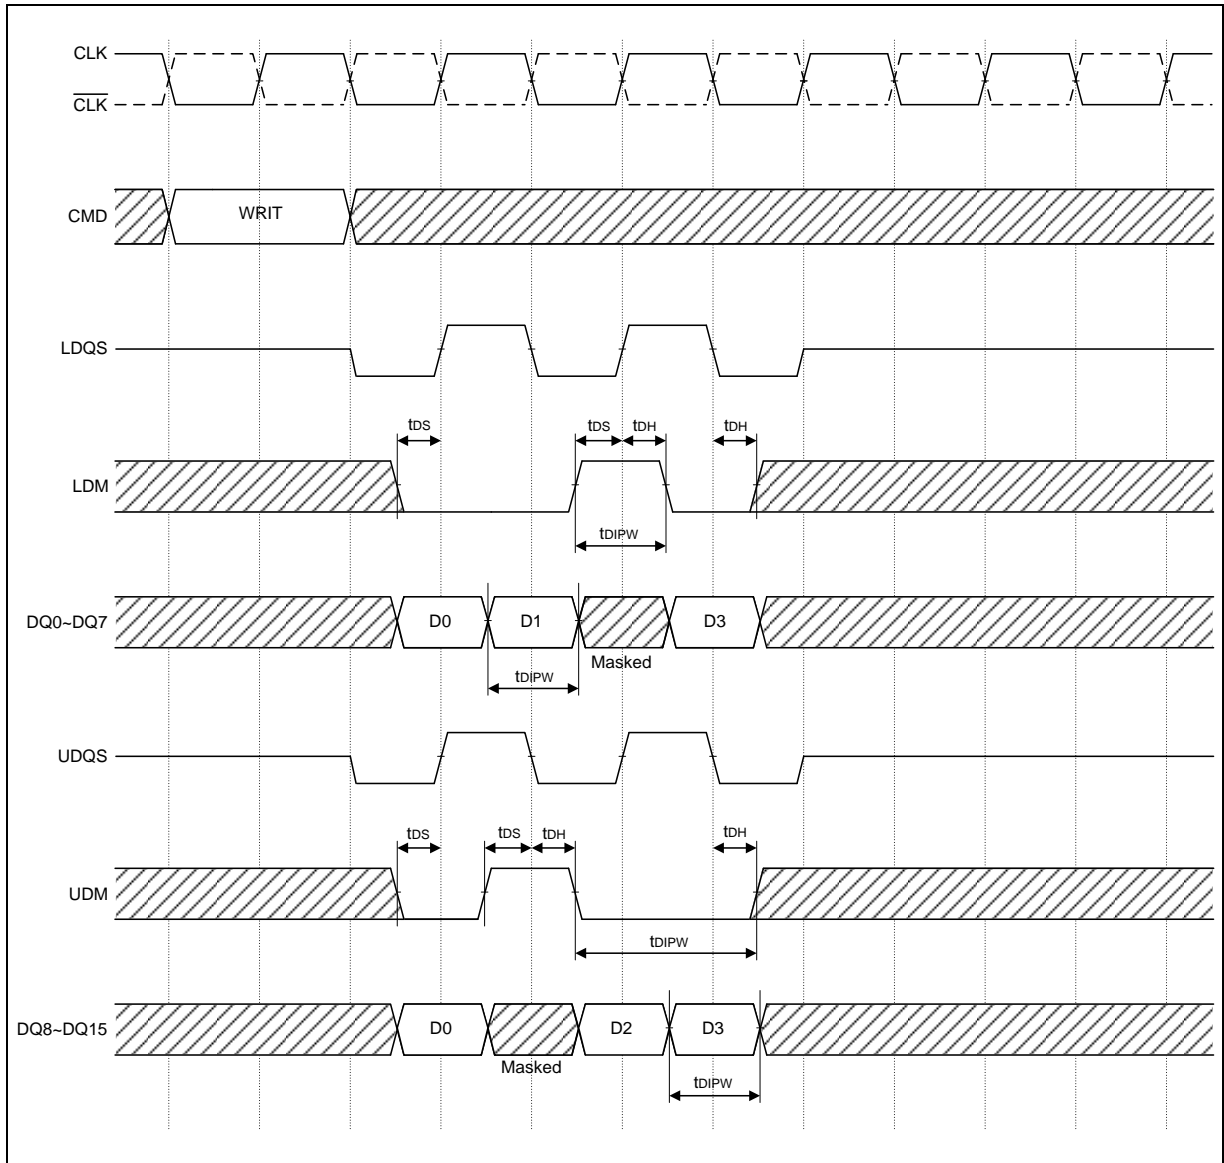 CLK
CLK
CMD
WRIT
LDQS
tDS
tDS
tDH
tDH
LDM
tDIPW
DQ0~DQ7
D0
D1
D3
Masked
tDIPW
UDQS
tDS
tDS
tDH
tDH
UDM
tDIPW
DQ8~DQ15
D0
D2
D3
Masked
tDIPW